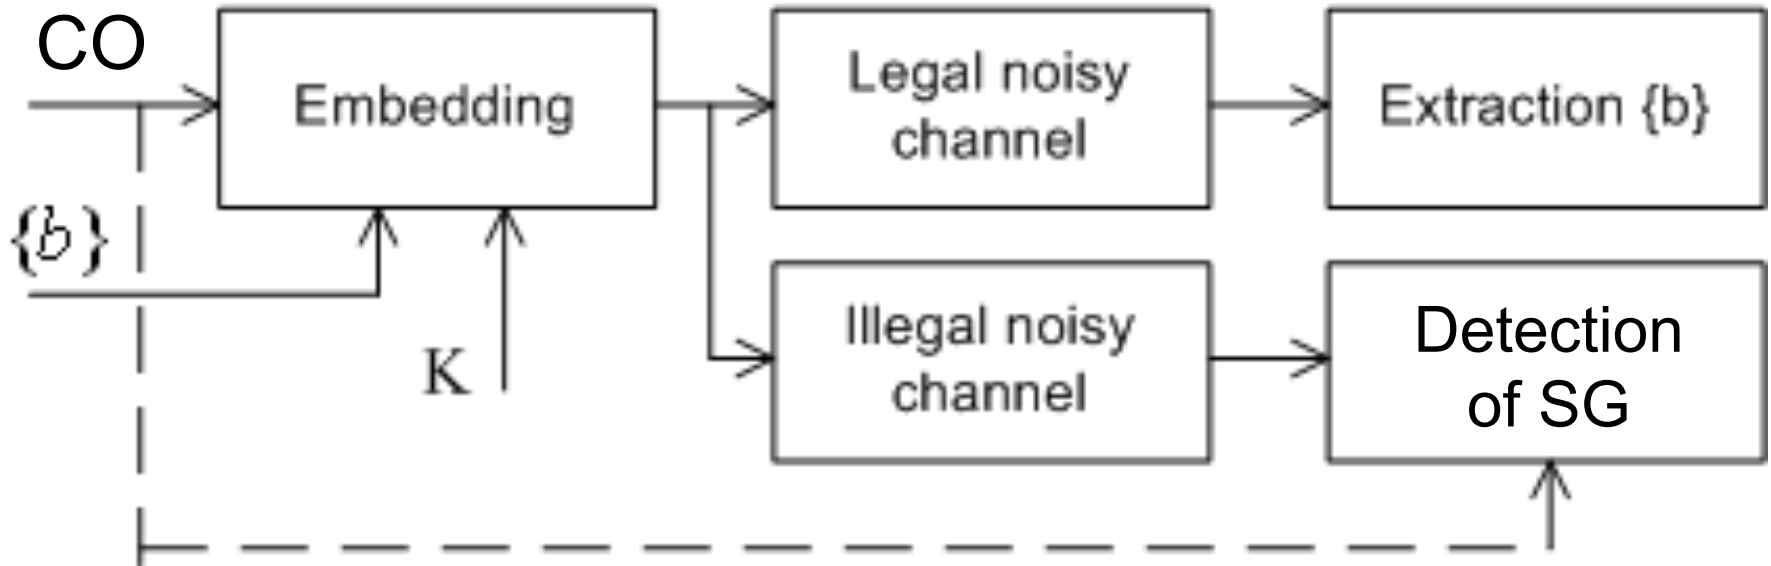 CO
Embedding
Legal noisy
channel
Extraction {b}
{b}
K
Illegal noisy
channel
Detection
of SG